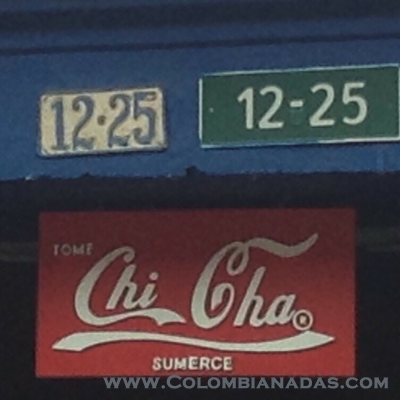 12-25 12-25
TOME
Chi Cha®
SUMERCE
www.Colombianadas.com